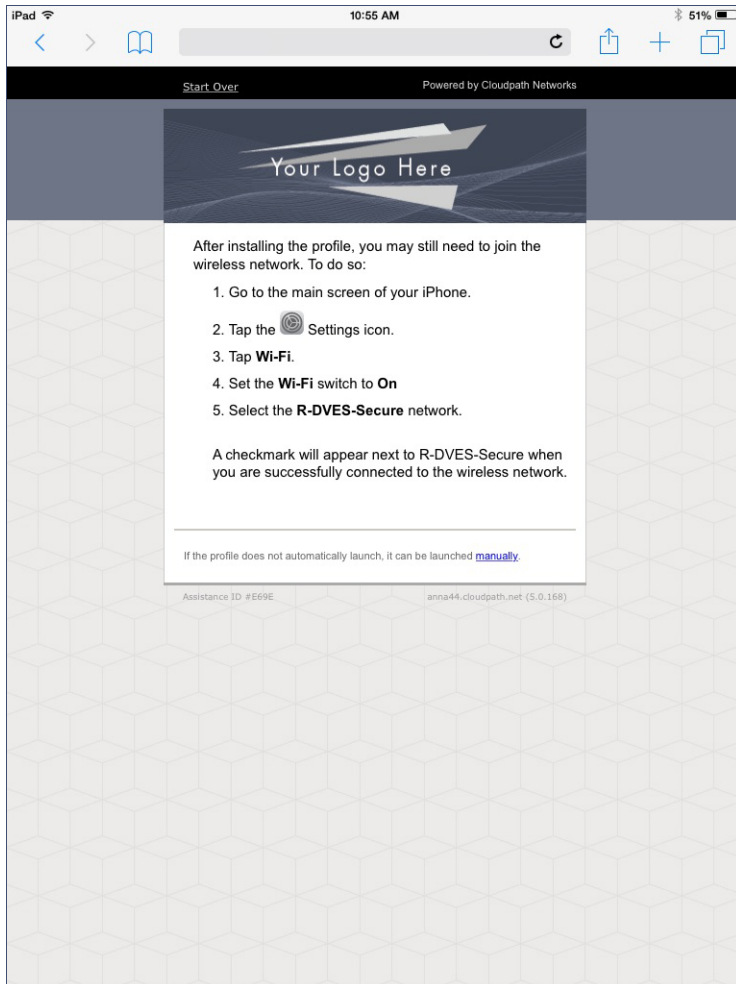 iPad 10:55 AM 51%
Start Over Powered by Cloudpath Networks
Your Logo Here
After installing the profile, you may still need to join the
wireless network. To do so:
1. Go to the main screen of your iPhone.
2. Tap the Settings icon.
3. Tap Wi-Fi.
4. Set the Wi-Fi switch to On
5. Select the R-DVES-Secure network.
A checkmark will appear next to R-DVES-Secure when
you are successfully connected to the wireless network.
If the profile does not automatically launch, it can be launched manually.
Assistance ID #E69E anna44.cloudpath.net (5.0.168)